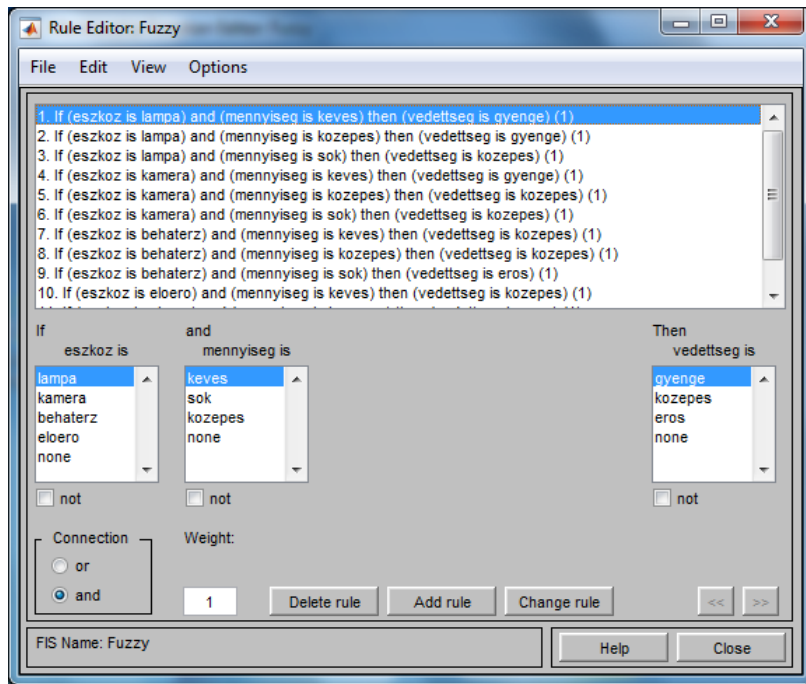 Rule Editor: Fuzzy
File Edit View Options
1. If (eszkoz is lampa) and (mennyiseg is keves) then (vedettseg is gyenge) (1)
2. If (eszkoz is lampa) and (mennyiseg is kozepes) then (vedettseg is gyenge) (1)
3. If (eszkoz is lampa) and (mennyiseg is sok) then (vedettseg is kozepes) (1)
4. If (eszkoz is kamera) and (mennyiseg is keves) then (vedettseg is gyenge) (1)
5. If (eszkoz is kamera) and (mennyiseg is kozepes) then (vedettseg is kozepes) (1)
6. If (eszkoz is kamera) and (mennyiseg is sok) then (vedettseg is kozepes) (1)
7. If (eszkoz is behaterz) and (mennyiseg is keves) then (vedettseg is kozepes) (1)
8. If (eszkoz is behaterz) and (mennyiseg is kozepes) then (vedettseg is kozepes) (1)
9. If (eszkoz is behaterz) and (mennyiseg is sok) then (vedettseg is eros) (1)
10. If (eszkoz is eloero) and (mennyiseg is keves) then (vedettseg is kozepes) (1)
If and Then
eszkoz is mennyiseg is vedettseg is
lampa keves gyenge
kamera sok kozepes
behaterz kozepes eros
eloero none none
none
not not not
Connection Weight:
or
and 1 Delete rule Add rule Change rule << >>
FIS Name: Fuzzy Help Close